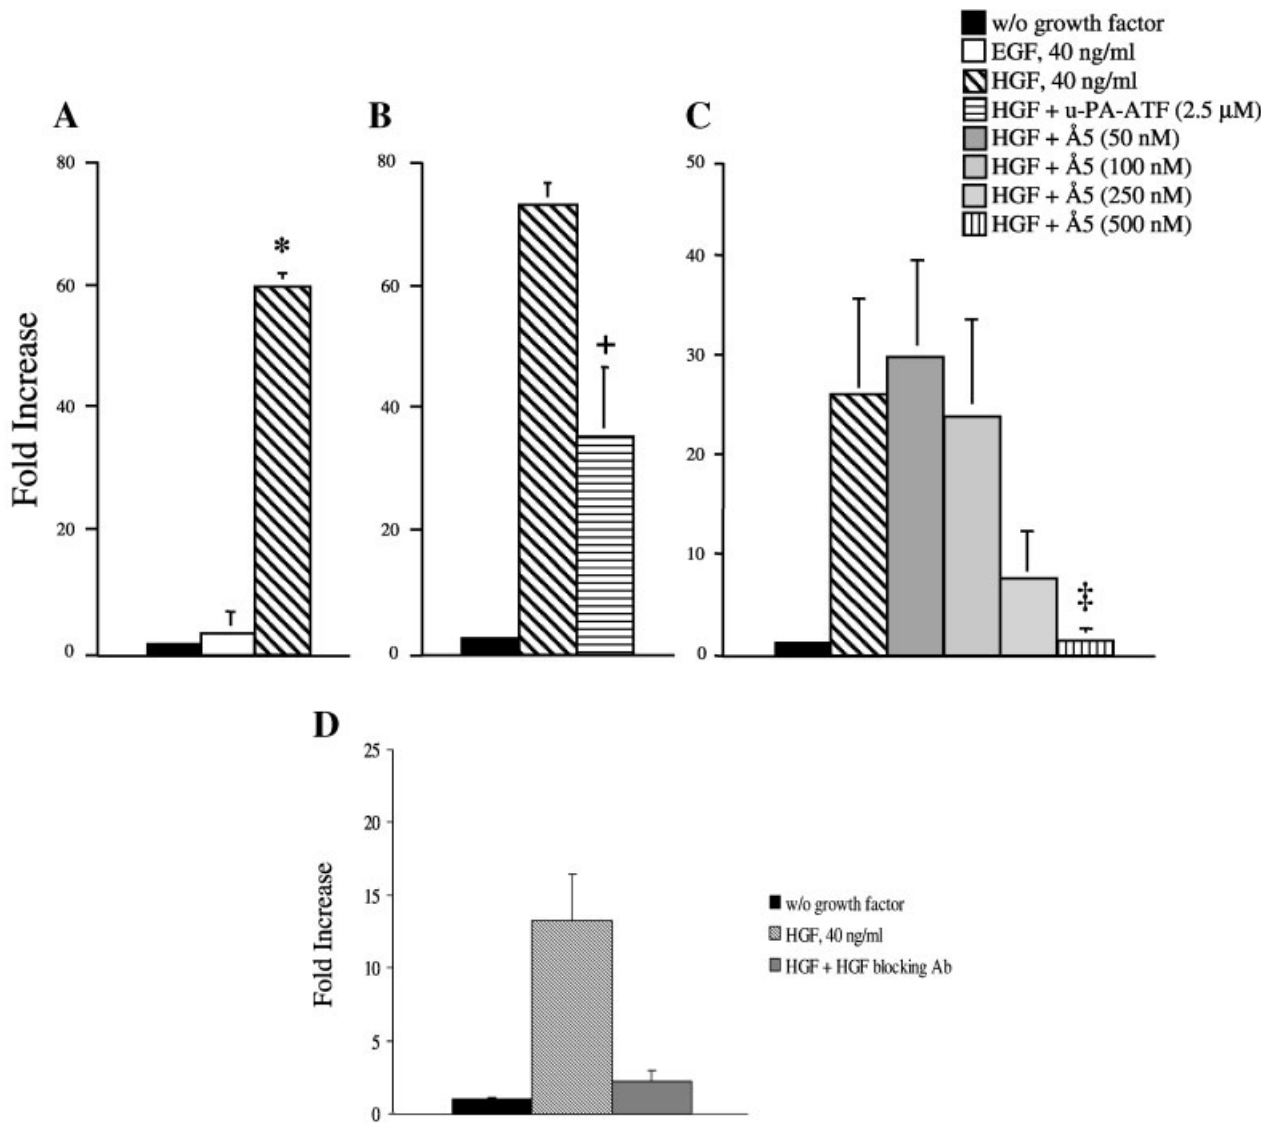 w/o growth factor
EGF, 40 ng/ml
HGF, 40 ng/ml
HGF + u-PA-ATF (2.5 μM)
HGF + Å5 (50 nM)
HGF + Å5 (100 nM)
HGF + Å5 (250 nM)
HGF + Å5 (500 nM)
A
B
C
Fold Increase
80
60
40
20
0
*
80
60
40
20
0
+
50
40
30
20
10
0
‡
D
Fold Increase
25
20
15
10
5
0
w/o growth factor
HGF, 40 ng/ml
HGF + HGF blocking Ab